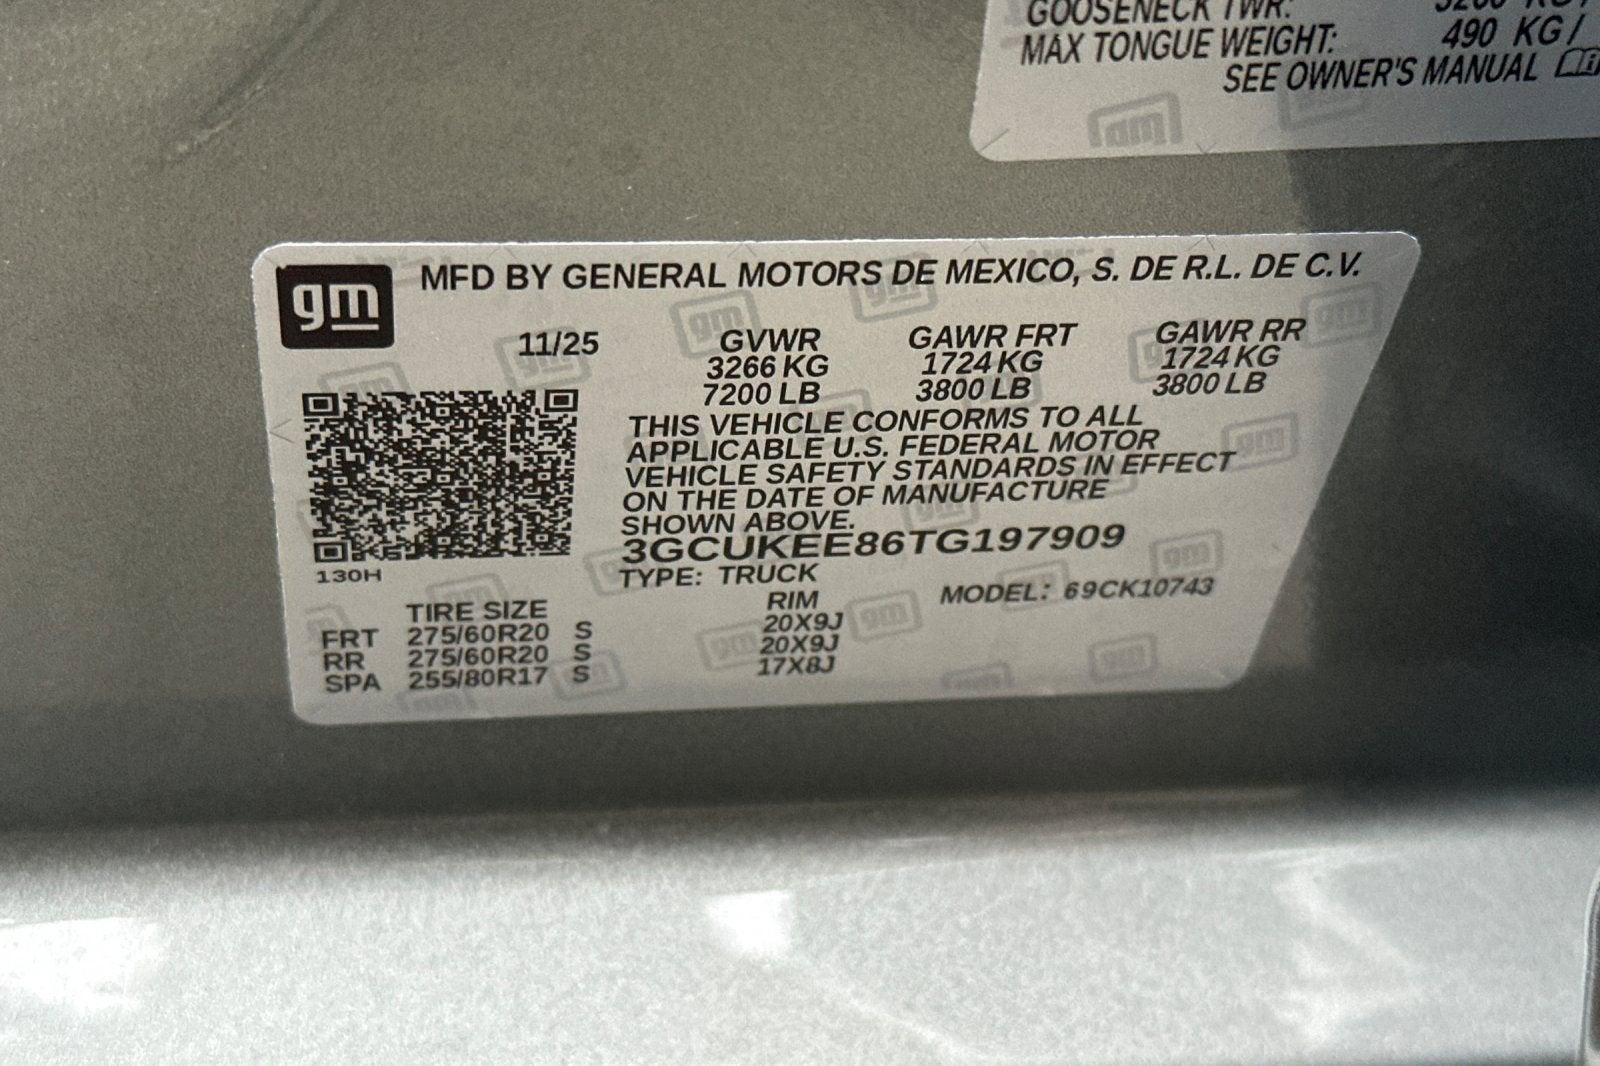 GOOSENECK TWR:
MAX TONGUE WEIGHT: 490 KG /
SEE OWNER'S MANUAL
gm
MFD BY GENERAL MOTORS DE MEXICO, S. DE R.L. DE C.V.
11/25 GVWR GAWR FRT GAWR RR
3266 KG 1724 KG 1724 KG
7200 LB 3800 LB 3800 LB
THIS VEHICLE CONFORMS TO ALL
APPLICABLE U.S. FEDERAL MOTOR
VEHICLE SAFETY STANDARDS IN EFFECT
ON THE DATE OF MANUFACTURE
SHOWN ABOVE.
3GCUKEE86TG197909
130H TYPE: TRUCK MODEL: 69CK10743
TIRE SIZE RIM
FRT 275/60R20 S 20X9J
RR 275/60R20 S 20X9J
SPA 255/80R17 S 17X8J